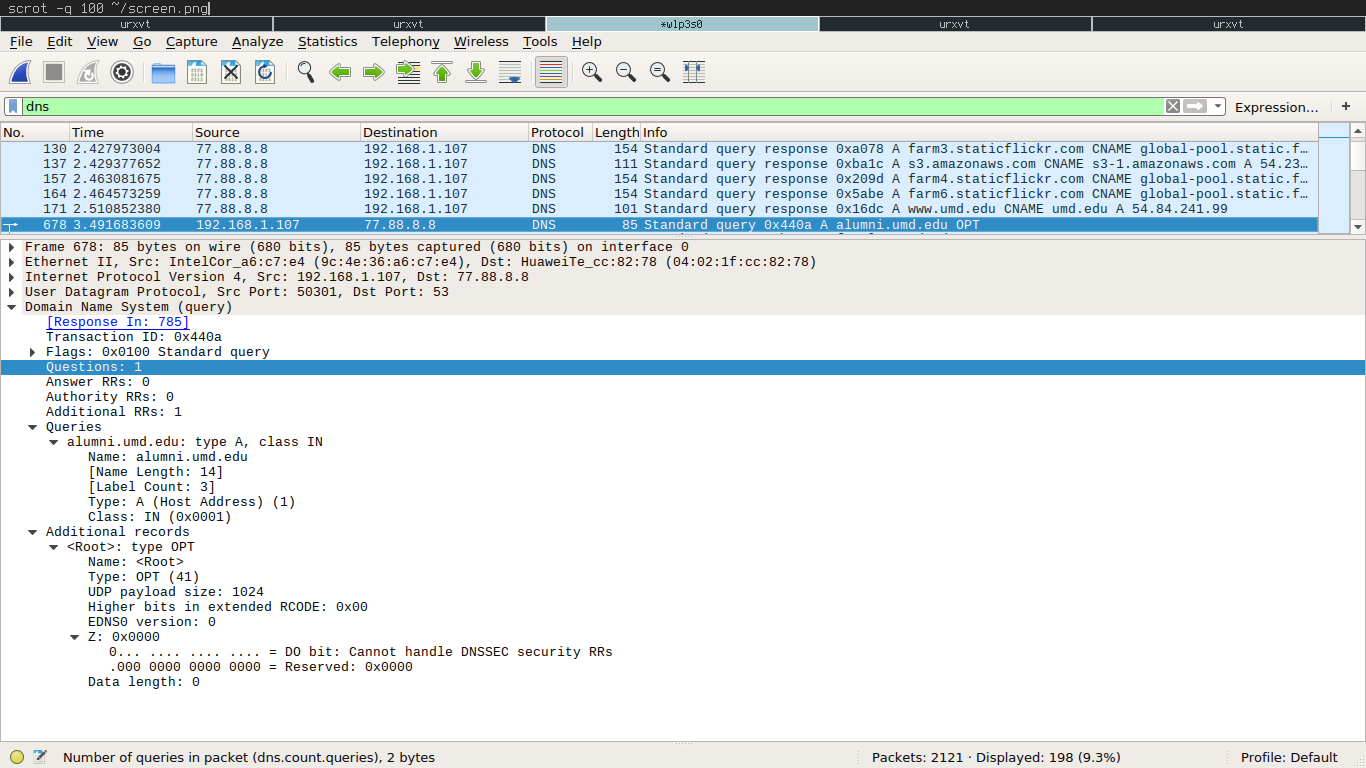 scrot -q 100 ~/screen.png
urxvt urxvt *wlp3s0 urxvt urxvt
File Edit View Go Capture Analyze Statistics Telephony Wireless Tools Help
dns Expression… +
No. Time Source Destination Protocol Length Info
130 2.427973004 77.88.8.8 192.168.1.107 DNS 154 Standard query response 0xa078 A farm3.staticflickr.com CNAME global-pool.static.f…
137 2.429377652 77.88.8.8 192.168.1.107 DNS 111 Standard query response 0xba1c A s3.amazonaws.com CNAME s3-1.amazonaws.com A 54.23…
157 2.463081675 77.88.8.8 192.168.1.107 DNS 154 Standard query response 0x209d A farm4.staticflickr.com CNAME global-pool.static.f…
164 2.464573259 77.88.8.8 192.168.1.107 DNS 154 Standard query response 0x5abe A farm6.staticflickr.com CNAME global-pool.static.f…
171 2.510852380 77.88.8.8 192.168.1.107 DNS 101 Standard query response 0x16dc A www.umd.edu CNAME umd.edu A 54.84.241.99
678 3.491683609 192.168.1.107 77.88.8.8 DNS 85 Standard query 0x440a A alumni.umd.edu OPT
Frame 678: 85 bytes on wire (680 bits), 85 bytes captured (680 bits) on interface 0
Ethernet II, Src: IntelCor_a6:c7:e4 (9c:4e:36:a6:c7:e4), Dst: HuaweiTe_cc:82:78 (04:02:1f:cc:82:78)
Internet Protocol Version 4, Src: 192.168.1.107, Dst: 77.88.8.8
User Datagram Protocol, Src Port: 50301, Dst Port: 53
Domain Name System (query)
[Response In: 785]
Transaction ID: 0x440a
Flags: 0x0100 Standard query
Questions: 1
Answer RRs: 0
Authority RRs: 0
Additional RRs: 1
Queries
alumni.umd.edu: type A, class IN
Name: alumni.umd.edu
[Name Length: 14]
[Label Count: 3]
Type: A (Host Address) (1)
Class: IN (0x0001)
Additional records
<Root>: type OPT
Name: <Root>
Type: OPT (41)
UDP payload size: 1024
Higher bits in extended RCODE: 0x00
EDNS0 version: 0
Z: 0x0000
0... .... .... .... = DO bit: Cannot handle DNSSEC security RRs
.000 0000 0000 0000 = Reserved: 0x0000
Data length: 0
Number of queries in packet (dns.count.queries), 2 bytes Packets: 2121 · Displayed: 198 (9.3%) Profile: Default